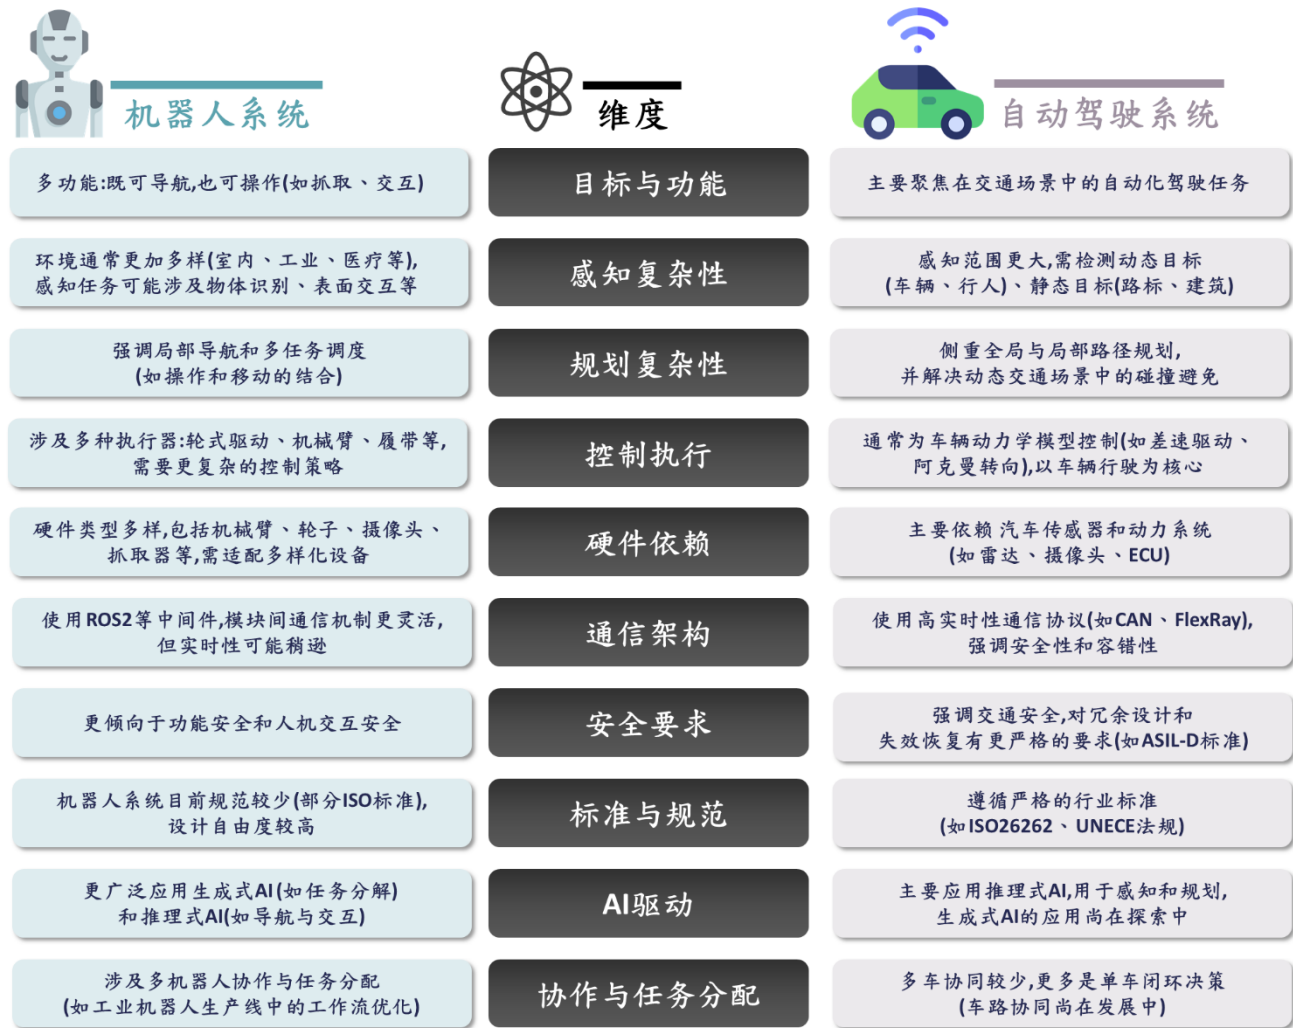 机器人系统
维度
自动驾驶系统
多功能:既可导航,也可操作(如抓取、交互)
目标与功能
主要聚焦在交通场景中的自动化驾驶任务
环境通常更加多样(室内、工业、医疗等),
感知任务可能涉及物体识别、表面交互等
感知复杂性
感知范围更大,需检测动态目标
(车辆、行人)、静态目标(路标、建筑)
强调局部导航和多任务调度
(如操作和移动的结合)
规划复杂性
侧重全局与局部路径规划,
并解决动态交通场景中的碰撞避免
涉及多种执行器:轮式驱动、机械臂、履带等,
需要更复杂的控制策略
控制执行
通常为车辆动力学模型控制(如差速驱动、
阿克曼转向),以车辆行驶为核心
硬件类型多样,包括机械臂、轮子、摄像头、
抓取器等,需适配多样化设备
硬件依赖
主要依赖 汽车传感器和动力系统
(如雷达、摄像头、ECU)
使用ROS2等中间件,模块间通信机制更灵活,
但实时性可能稍逊
通信架构
使用高实时性通信协议(如CAN、FlexRay),
强调安全性和容错性
更倾向于功能安全和人机交互安全
安全要求
强调交通安全,对冗余设计和
失效恢复有更严格的要求(如ASIL-D标准)
机器人系统目前规范较少(部分ISO标准),
设计自由度较高
标准与规范
遵循严格的行业标准
(如ISO26262、UNECE法规)
更广泛应用生成式AI(如任务分解)
和推理式AI(如导航与交互)
AI驱动
主要应用推理式AI,用于感知和规划,
生成式AI的应用尚在探索中
涉及多机器人协作与任务分配
(如工业机器人生产线中的工作流优化)
协作与任务分配
多车协同较少,更多是单车闭环决策
(车路协同尚在发展中)